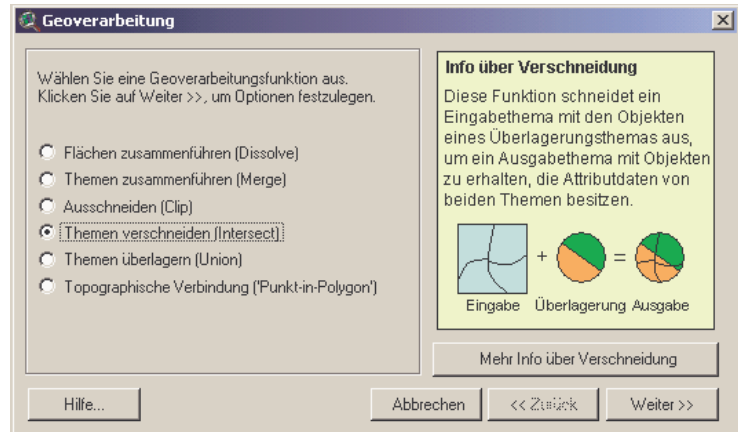 Geoverarbeitung
Wählen Sie eine Geoverarbeitungsfunktion aus.
Klicken Sie auf Weiter >>, um Optionen festzulegen.
Flächen zusammenführen (Dissolve)
Themen zusammenführen (Merge)
Ausschneiden (Clip)
Themen verschneiden (Intersect)
Themen überlagern (Union)
Topographische Verbindung ('Punkt-in-Polygon')
Info über Verschneidung
Diese Funktion schneidet ein
Eingabethema mit den Objekten
eines Überlagerungsthemas aus,
um ein Ausgabethema mit Objekten
zu erhalten, die Attributdaten von
beiden Themen besitzen.
+ =
Eingabe Überlagerung Ausgabe
Mehr Info über Verschneidung
Hilfe... Abbrechen << Zurück Weiter >>